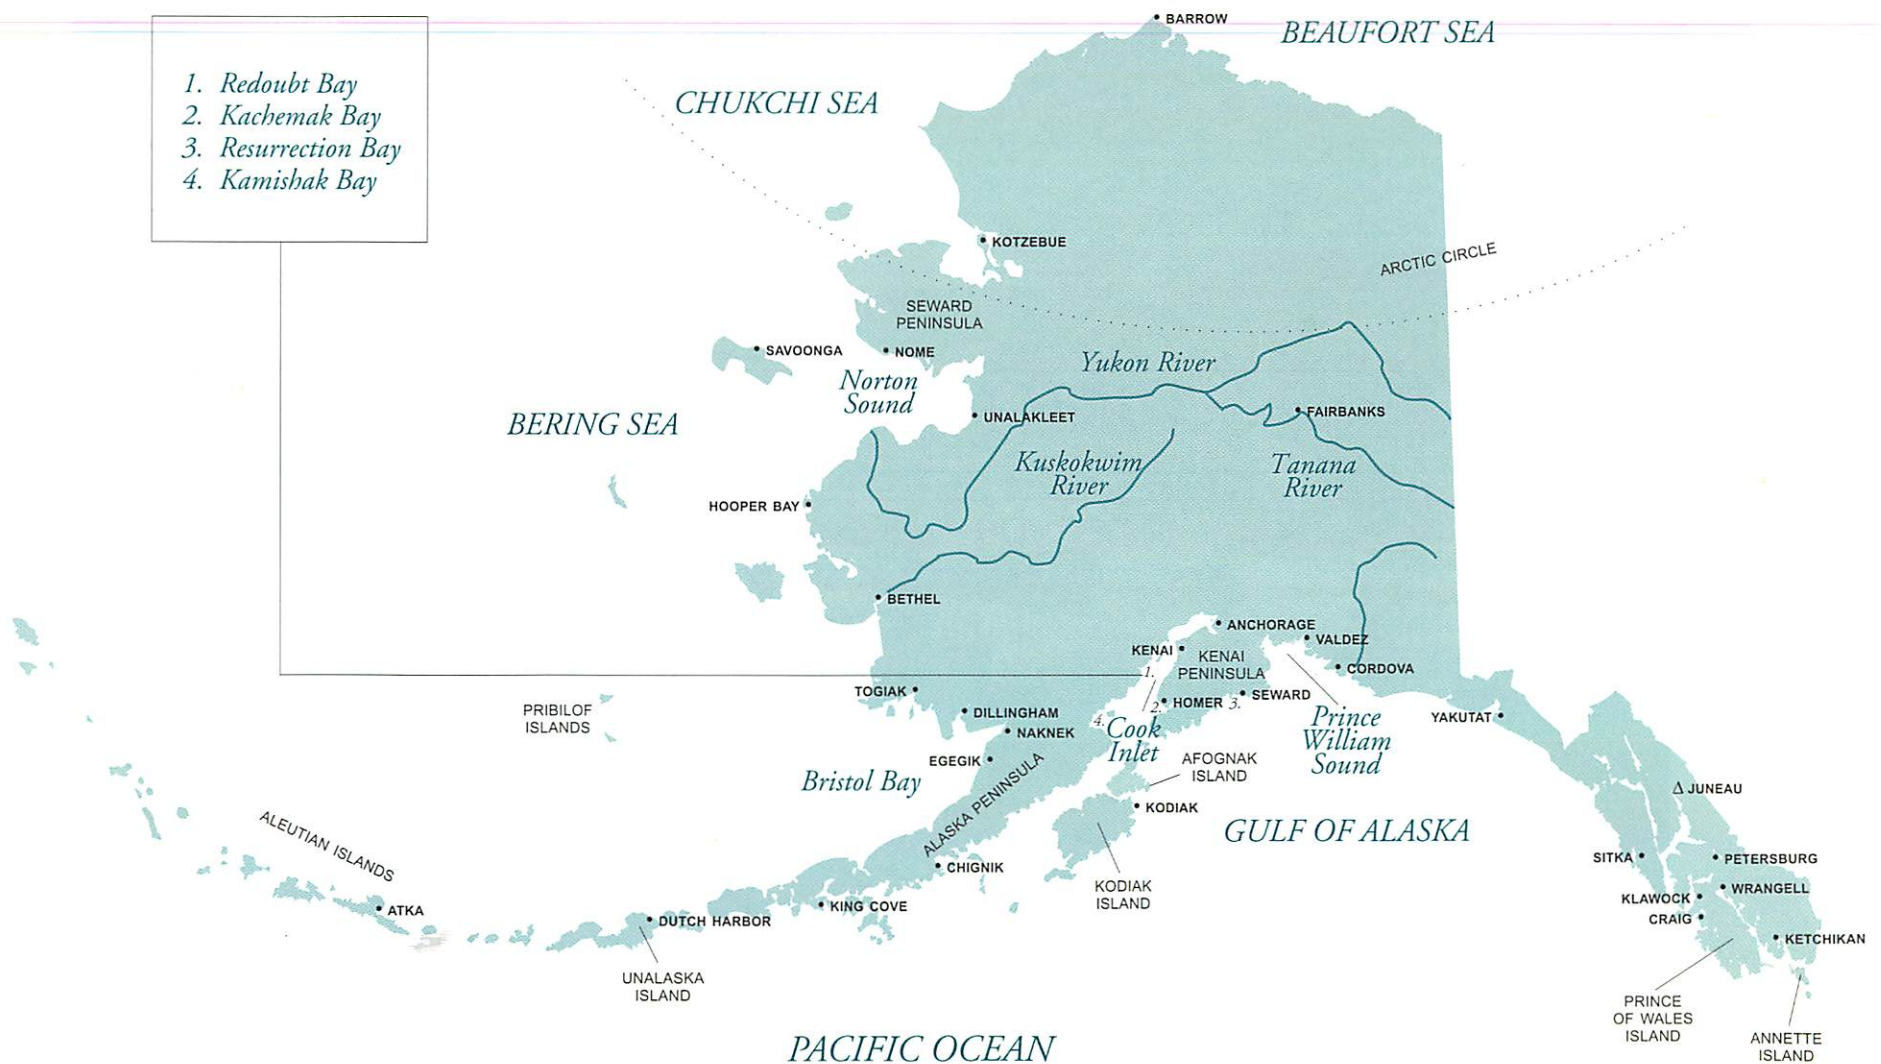 BARROW
BEAUFORT SEA
1. Redoubt Bay
2. Kachemak Bay
3. Resurrection Bay
4. Kamishak Bay
CHUKCHI SEA
KOTZEBUE
ARCTIC CIRCLE
SEWARD
PENINSULA
SAVOONGA
NOME
Yukon River
Norton
Sound
BERING SEA
UNALAKLEET
FAIRBANKS
Kuskokwim
River
Tanana
River
HOOPER BAY
BETHEL
ANCHORAGE
VALDEZ
KENAI
KENAI
PENINSULA
CORDOVA
1.
TOGIAK
SEWARD
HOMER
2.
3.
4.
DILLINGHAM
NAKNEK
PRIBILOF
ISLANDS
Cook
Inlet
Prince
William
Sound
YAKUTAT
EGEGIK
AFOGNAK
ISLAND
Bristol Bay
ALASKA PENINSULA
KODIAK
JUNEAU
GULF OF ALASKA
ALEUTIAN ISLANDS
CHIGNIK
SITKA
PETERSBURG
KODIAK
ISLAND
WRANGELL
KLAWOCK
CRAIG
ATKA
KING COVE
DUTCH HARBOR
KETCHIKAN
UNALASKA
ISLAND
PRINCE
OF WALES
ISLAND
ANNETTE
ISLAND
PACIFIC OCEAN